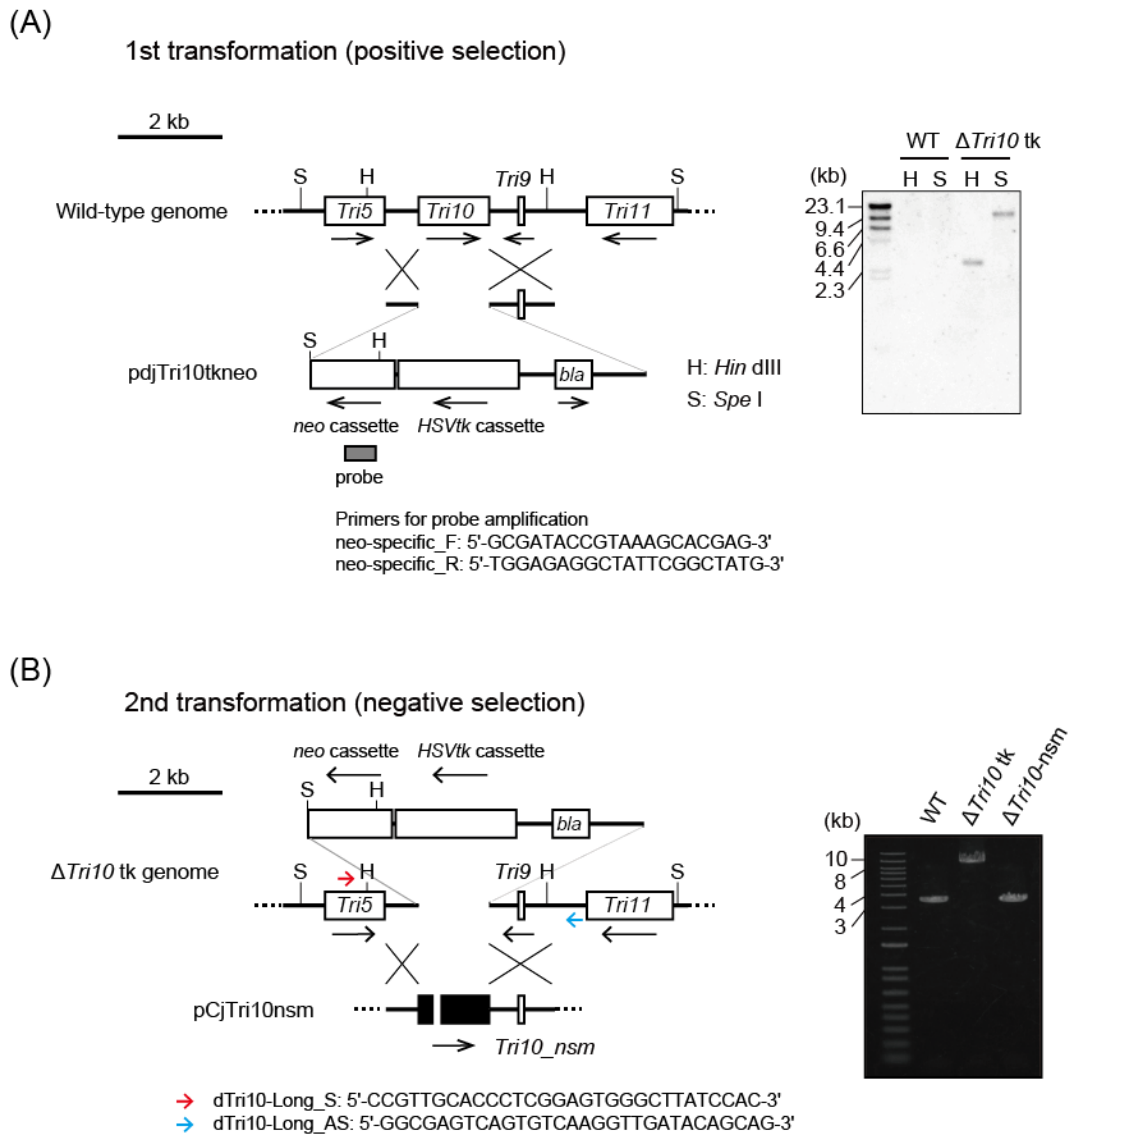 (A)
1st transformation (positive selection)
2 kb
WT ΔTri10 tk
(kb) H S H S
S H Tri9 H S
Wild-type genome Tri5 Tri10 Tri11
23.1
9.4
6.6
4.4
2.3
S H
pdjTri10tkneo bla
H: Hin dIII
S: Spe I
neo cassette HSVtk cassette
probe
Primers for probe amplification
neo-specific_F: 5'-GCGATACCGTAAAGCACGAG-3'
neo-specific_R: 5'-TGGAGAGGCTATTCGGCTATG-3'
(B)
2nd transformation (negative selection)
neo cassette HSVtk cassette
2 kb
S H
bla
WT ΔTri10 tk ΔTri10-nsm
(kb)
10
8
4
3
ΔTri10 tk genome S H Tri9 H S
Tri5 Tri11
pCjTri10nsm
Tri10_nsm
dTri10-Long_S: 5'-CCGTTGCACCCTCGGAGTGGGCTTATCCAC-3'
dTri10-Long_AS: 5'-GGCGAGTCAGTGTCAAGGTTGATACAGCAG-3'